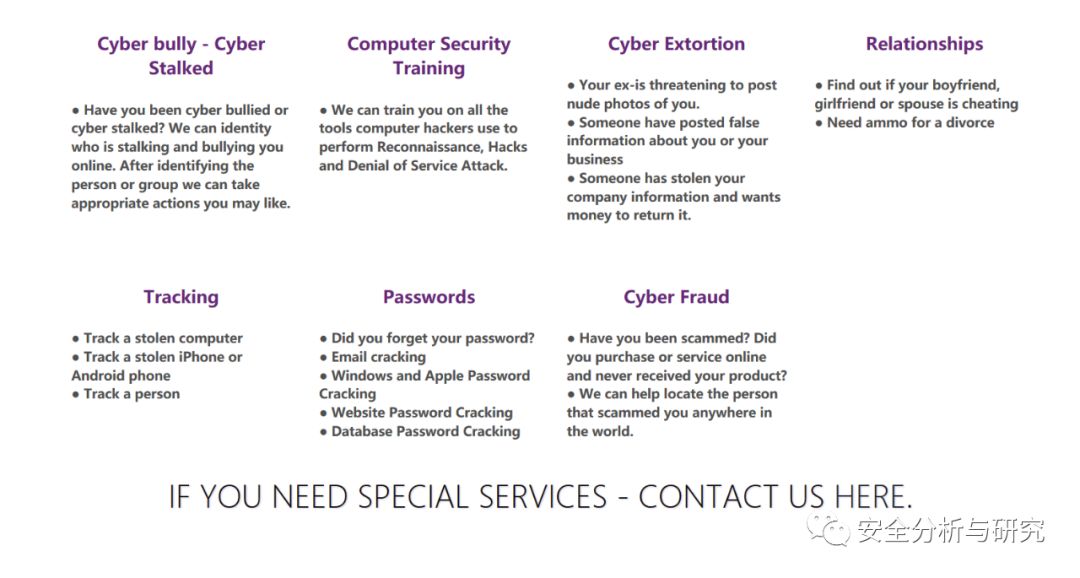 Cyber bully - Cyber
Stalked
● Have you been cyber bullied or
cyber stalked? We can identity
who is stalking and bullying you
online. After identifying the
person or group we can take
appropriate actions you may like.
Computer Security
Training
● We can train you on all the
tools computer hackers use to
perform Reconnaissance, Hacks
and Denial of Service Attack.
Cyber Extortion
● Your ex-is threatening to post
nude photos of you.
● Someone have posted false
information about you or your
business
● Someone has stolen your
company information and wants
money to return it.
Relationships
● Find out if your boyfriend,
girlfriend or spouse is cheating
● Need ammo for a divorce
Tracking
● Track a stolen computer
● Track a stolen iPhone or
Android phone
● Track a person
Passwords
● Did you forget your password?
● Email cracking
● Windows and Apple Password
Cracking
● Website Password Cracking
● Database Password Cracking
Cyber Fraud
● Have you been scammed? Did
you purchase or service online
and never received your product?
● We can help locate the person
that scammed you anywhere in
the world.
IF YOU NEED SPECIAL SERVICES - CONTACT US HERE.
安全分析与研究